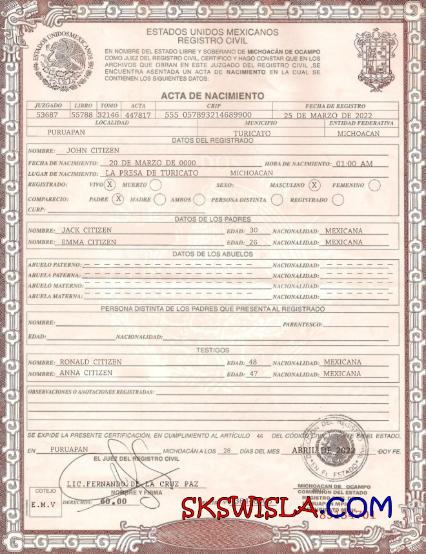 ESTADOS UNIDOS MEXICANOS
REGISTRO CIVIL
EN NOMBRE DEL ESTADO LIBRE Y SOBERANO DE MICHOACÁN DE OCAMPO
COMO JUEZ DEL REGISTRO CIVIL, CERTIFICO Y HAGO CONSTAR QUE EN LOS
ARCHIVOS QUE OBRAN EN ESTE JUZGADO DEL REGISTRO CIVIL, SE
ENCUENTRA ASENTADA UN ACTA DE NACIMIENTO EN LA CUAL SE
CONTIENEN LOS SIGUIENTES DATOS:
ACTA DE NACIMIENTO
JUZGADO LIBRO TOMO ACTA CRIP FECHA DE REGISTRO
53687 55788 32146 447817 555 057893214689900 25 DE MARZO DE 2022
LOCALIDAD MUNICIPIO ENTIDAD FEDERATIVA
PURUAPAN TURICATO MICHOACAN
DATOS DEL REGISTRADO
NOMBRE: JOHN CITIZEN
FECHA DE NACIMIENTO: 20 DE MARZO DE 0000 HORA DE NACIMIENTO: 01:00 AM
LUGAR DE NACIMIENTO: LA PRESA DE TURICATO MICHOACAN
REGISTRADO: VIVO X MUERTO SEXO: MASCULINO X FEMENINO
COMPARECIO: PADRE X MADRE AMBOS PERSONA DISTINTA REGISTRADO
CURP:
DATOS DE LOS PADRES
NOMBRE: JACK CITIZEN EDAD: 30 NACIONALIDAD: MEXICANA
NOMBRE: EMMA CITIZEN EDAD: 26 NACIONALIDAD: MEXICANA
DATOS DE LOS ABUELOS
ABUELO PATERNO: NACIONALIDAD:
ABUELA PATERNA: NACIONALIDAD:
ABUELO MATERNO: NACIONALIDAD:
ABUELA MATERNA: NACIONALIDAD:
PERSONA DISTINTA DE LOS PADRES QUE PRESENTA AL REGISTRADO
NOMBRE: PARENTESCO:
EDAD: NACIONALIDAD:
TESTIGOS
NOMBRE: RONALD CITIZEN EDAD: 48 NACIONALIDAD: MEXICANA
NOMBRE: ANNA CITIZEN EDAD: 47 NACIONALIDAD: MEXICANA
OBSERVACIONES O ANOTACIONES REGISTRADAS:
SE EXPIDE LA PRESENTE CERTIFICACIÓN, EN CUMPLIMIENTO AL ARTÍCULO 46 DEL CÓDIGO CIVIL EN EL ESTADO,
EN PURUAPAN MICHOACÁN A LOS 28 DÍAS DEL MES ABRIL DE 2022 DOY FE.
EL JUEZ DEL REGISTRO CIVIL
LIC.FERNANDO DE LA CRUZ PAZ
NOMBRE Y FIRMA
COTEJO
E.M.V DERECHOS: 60.00
MICHOACÁN DE OCAMPO
DEL REGISTRO CIVIL
SKSWISLA.COM